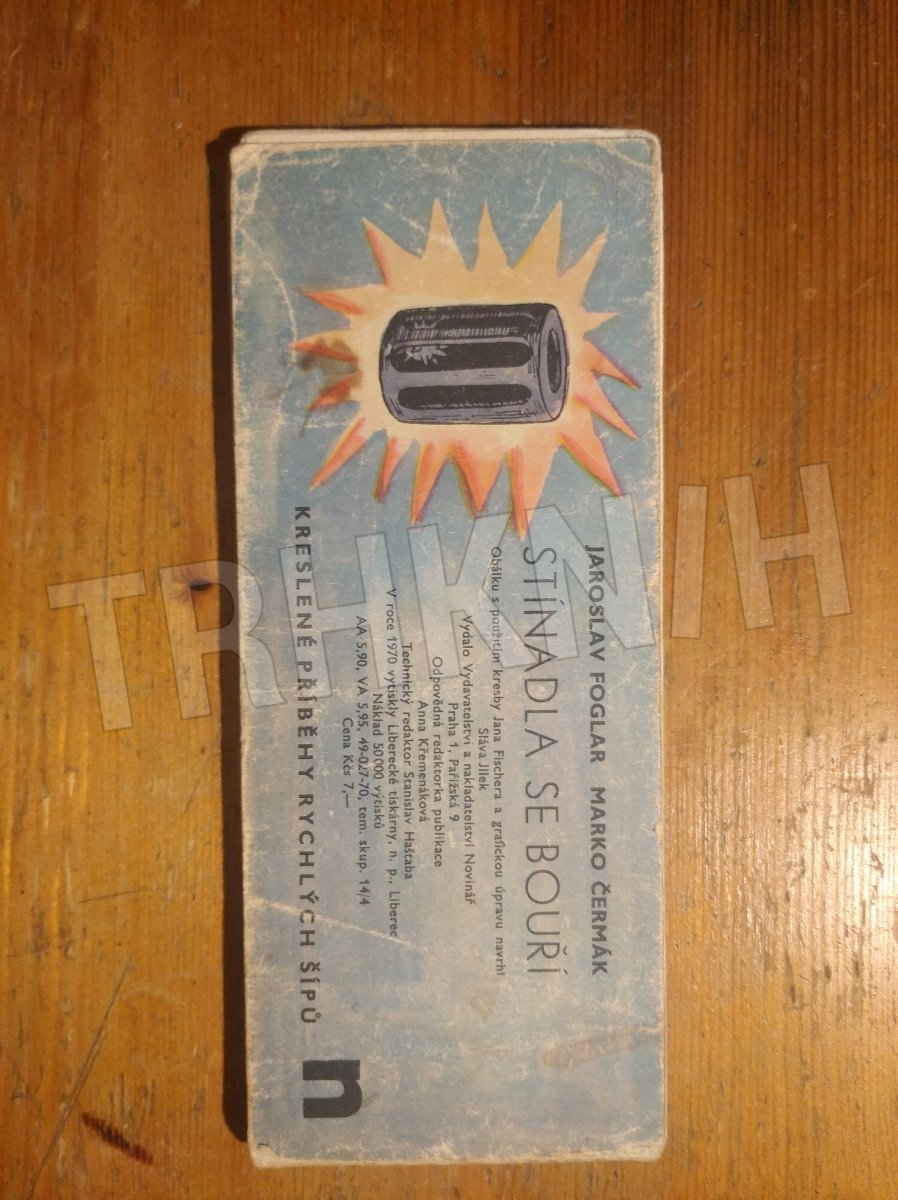 JAROSLAV FOGLAR MARKO ČERMÁK
STÍNADLA SE BOUŘÍ
Obálku s použitím kresby Jana Fischera a grafickou úpravu navrhl
Sláva Jílek
Vydalo Vydavatelství a nakladatelství Novinář
Praha 1, Pařížská 9
Odpovědná redaktorka publikace
Anna Křemenáková
Technický redaktor Stanislav Haštaba
V roce 1970 vytiskly Liberecké tiskárny, n. p., Liberec
Náklad 50 000 výtisků
AA 5,90, VA 5,95, 49-027-70, tem. skup. 14/4
Cena Kčs 7,—
KRESLENÉ PŘÍBĚHY RYCHLÝCH ŠÍPŮ
n
TRHKNIH